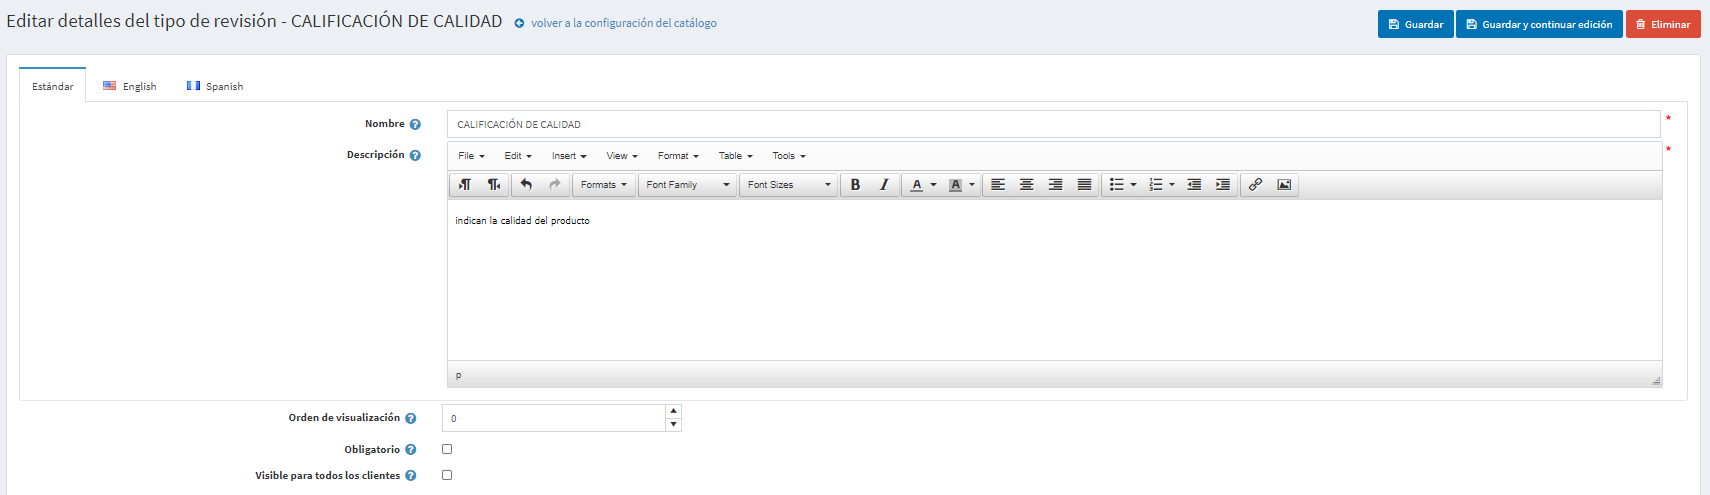 Editar detalles del tipo de revisión - CALIFICACIÓN DE CALIDAD volver a la configuración del catálogo
Guardar Guardar y continuar edición Eliminar
Estándar English Spanish
Nombre CALIFICACIÓN DE CALIDAD *
Descripción *
File Edit Insert View Format Table Tools
Formats Font Family Font Sizes B I A A
indican la calidad del producto
p
Orden de visualización 0
Obligatorio
Visible para todos los clientes